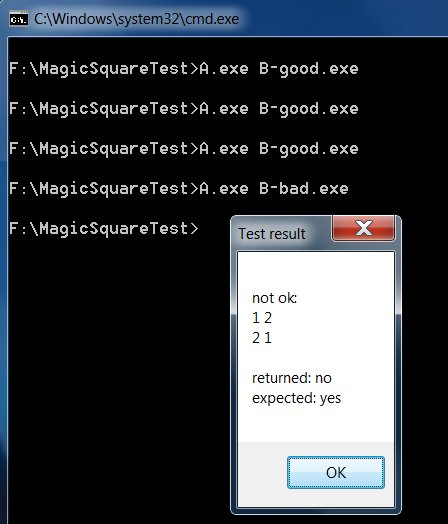 C:\Windows\system32\cmd.exe
F:\MagicSquareTest>A.exe B-good.exe
F:\MagicSquareTest>A.exe B-good.exe
F:\MagicSquareTest>A.exe B-good.exe
F:\MagicSquareTest>A.exe B-bad.exe
F:\MagicSquareTest>
Test result
not ok:
1 2
2 1
returned: no
expected: yes
OK